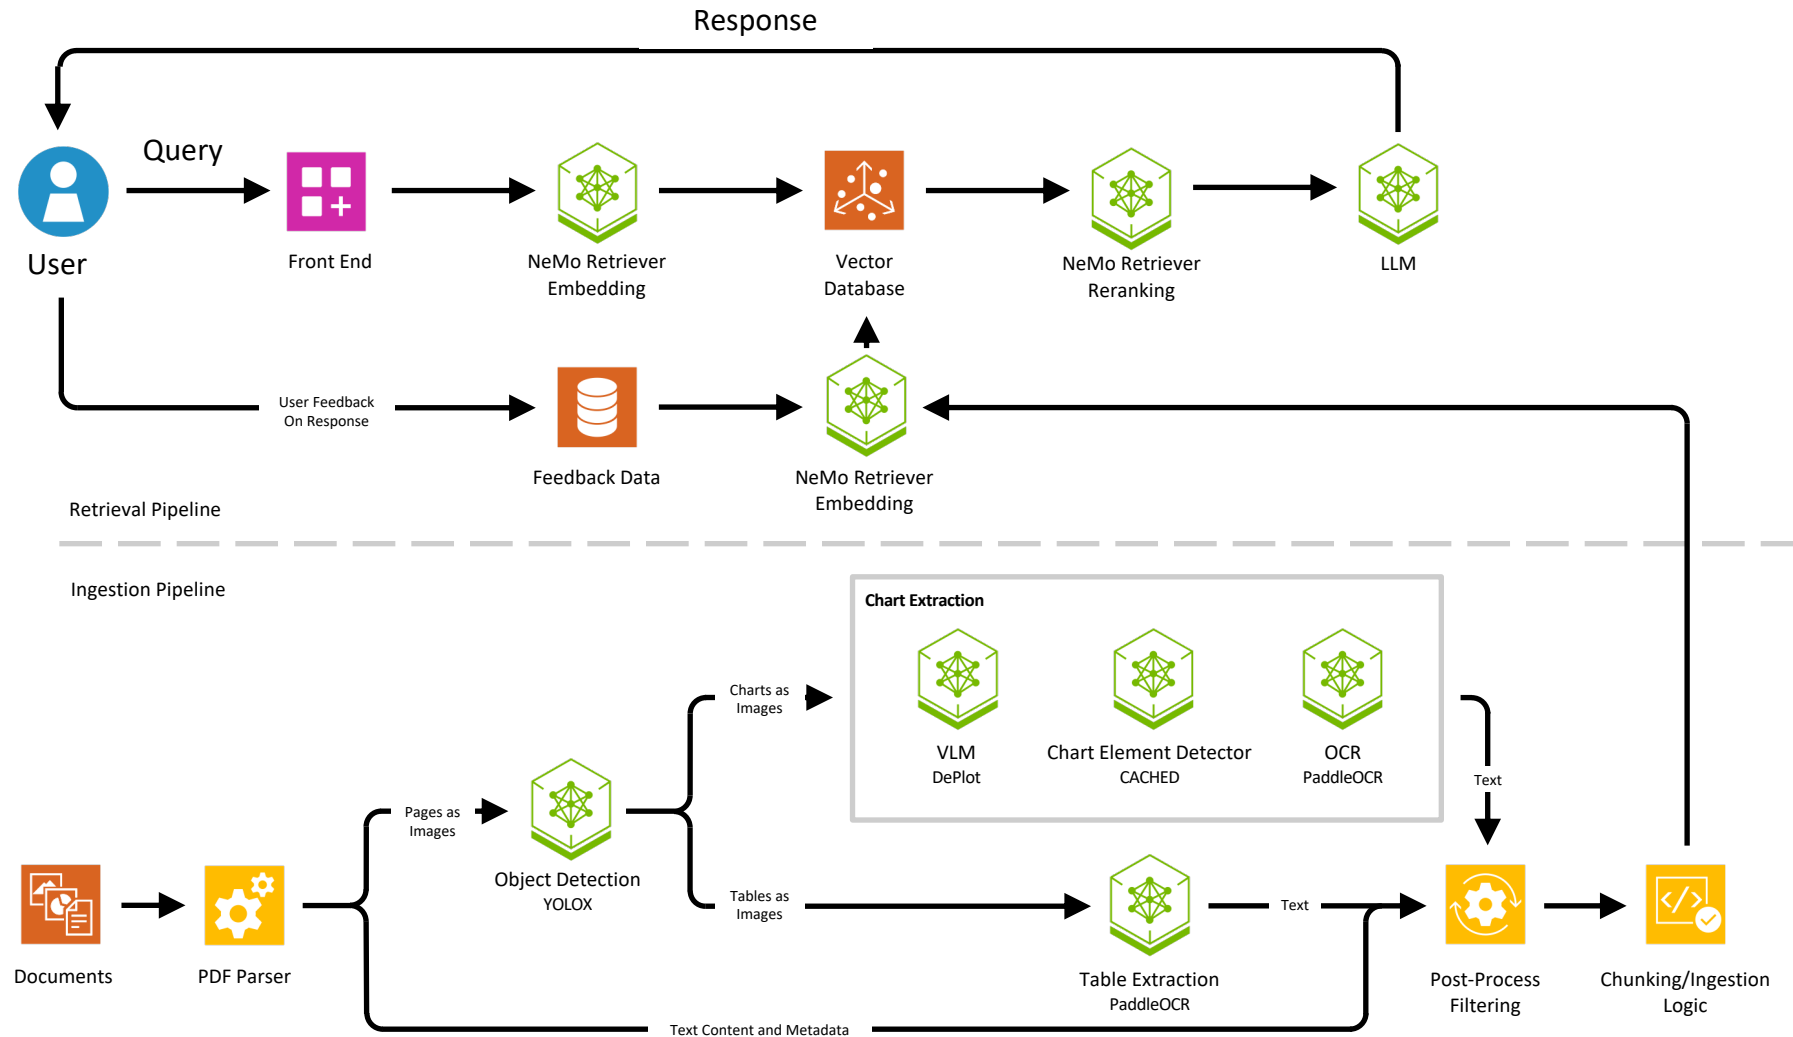 Response
Query
User
Front End
NeMo Retriever
Embedding
Vector
Database
NeMo Retriever
Reranking
LLM
User Feedback
On Response
Feedback Data
NeMo Retriever
Embedding
Retrieval Pipeline
Ingestion Pipeline
Chart Extraction
VLM
DePlot
Chart Element Detector
CACHED
OCR
PaddleOCR
Charts as
Images
Text
Pages as
Images
Object Detection
YOLOX
Tables as
Images
Text
Documents
PDF Parser
Table Extraction
PaddleOCR
Post-Process
Filtering
Chunking/Ingestion
Logic
Text Content and Metadata